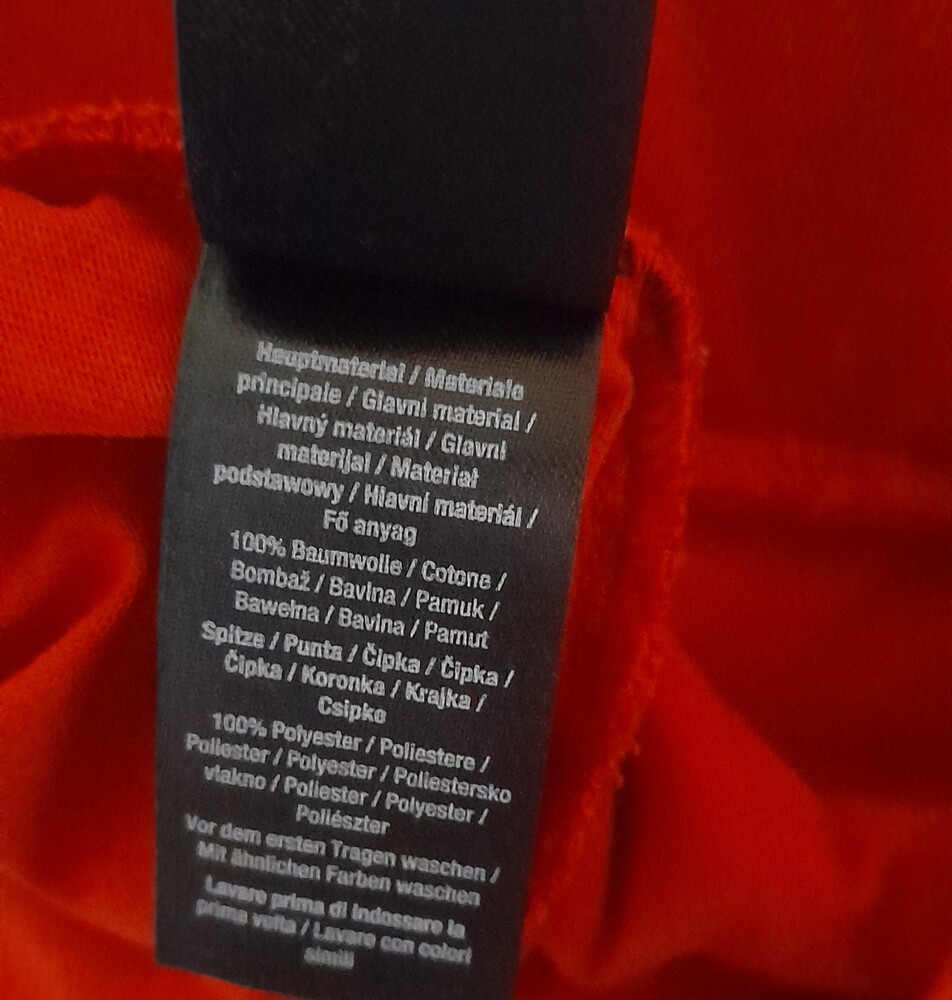 Hauptmaterial / Materiale
principale / Glavni material /
Hlavný materiál / Glavni
materijal / Materiał
podstawowy / Hlavní materiál /
Fő anyag
100% Baumwolle / Cotone /
Bombaž / Bavlna / Pamuk /
Bawełna / Bavlna / Pamut
Spitze / Punta / Čipka / Čipka /
Čipka / Koronka / Krajka /
Csipke
100% Polyester / Poliestere /
Poliester / Polyester / Poliestersko
vlakno / Poliester / Polyester /
Poliészter
Vor dem ersten Tragen waschen /
Mit ähnlichen Farben waschen
Lavare prima di indossare la
prima volta / Lavare con colori
simili